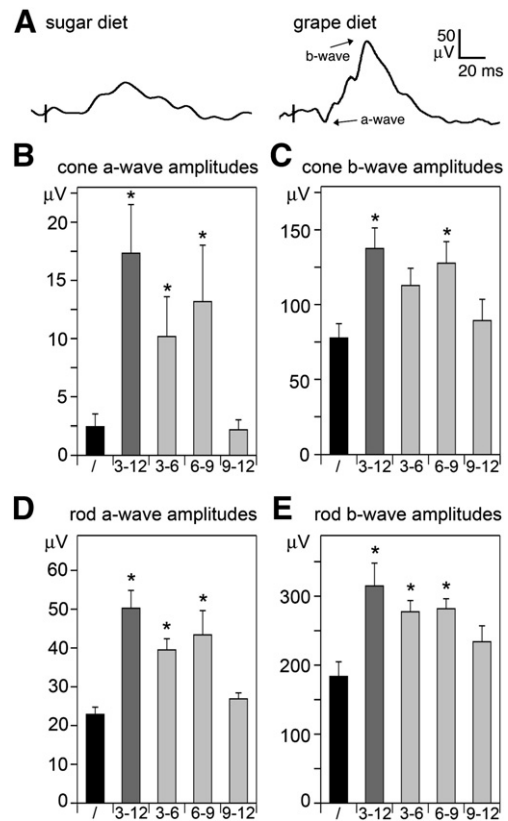 A sugar diet grape diet
b-wave
a-wave
50
μV
20 ms
B cone a-wave amplitudes
μV
20
15
10
5
0
*
*
*
/ 3-12 3-6 6-9 9-12
C cone b-wave amplitudes
μV
150
100
50
0
*
*
/ 3-12 3-6 6-9 9-12
D rod a-wave amplitudes
μV
60
50
40
30
20
10
0
*
*
*
/ 3-12 3-6 6-9 9-12
E rod b-wave amplitudes
μV
300
200
100
0
*
*
*
/ 3-12 3-6 6-9 9-12